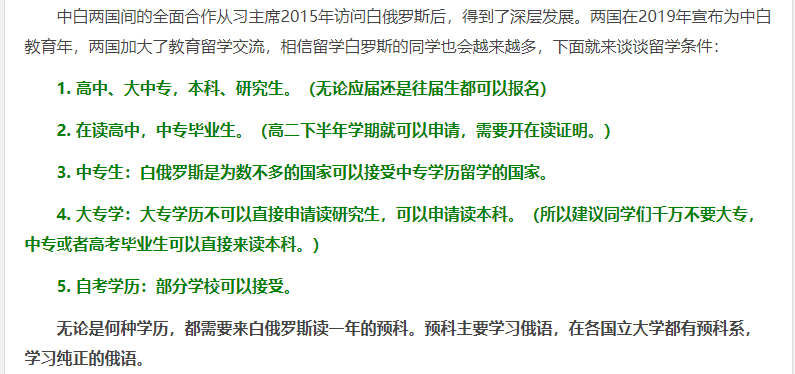 中白两国间的全面合作从习主席2015年访问白俄罗斯后，得到了深层发展。两国在2019年宣布为中白
教育年，两国加大了教育留学交流，相信留学白罗斯的同学也会越来越多，下面就来谈谈留学条件：
1. 高中、大中专，本科、研究生。（无论应届还是往届生都可以报名）
2. 在读高中，中专毕业生。（高二下半年学期就可以申请，需要开在读证明。）
3. 中专生：白俄罗斯是为数不多的国家可以接受中专学历留学的国家。
4. 大专学：大专学历不可以直接申请读研究生，可以申请读本科。（所以建议同学们千万不要大专，
中专或者高考毕业生可以直接来读本科。）
5. 自考学历：部分学校可以接受。
无论是何种学历，都需要来白俄罗斯读一年的预科。预科主要学习俄语，在各国立大学都有预科系，
学习纯正的俄语。